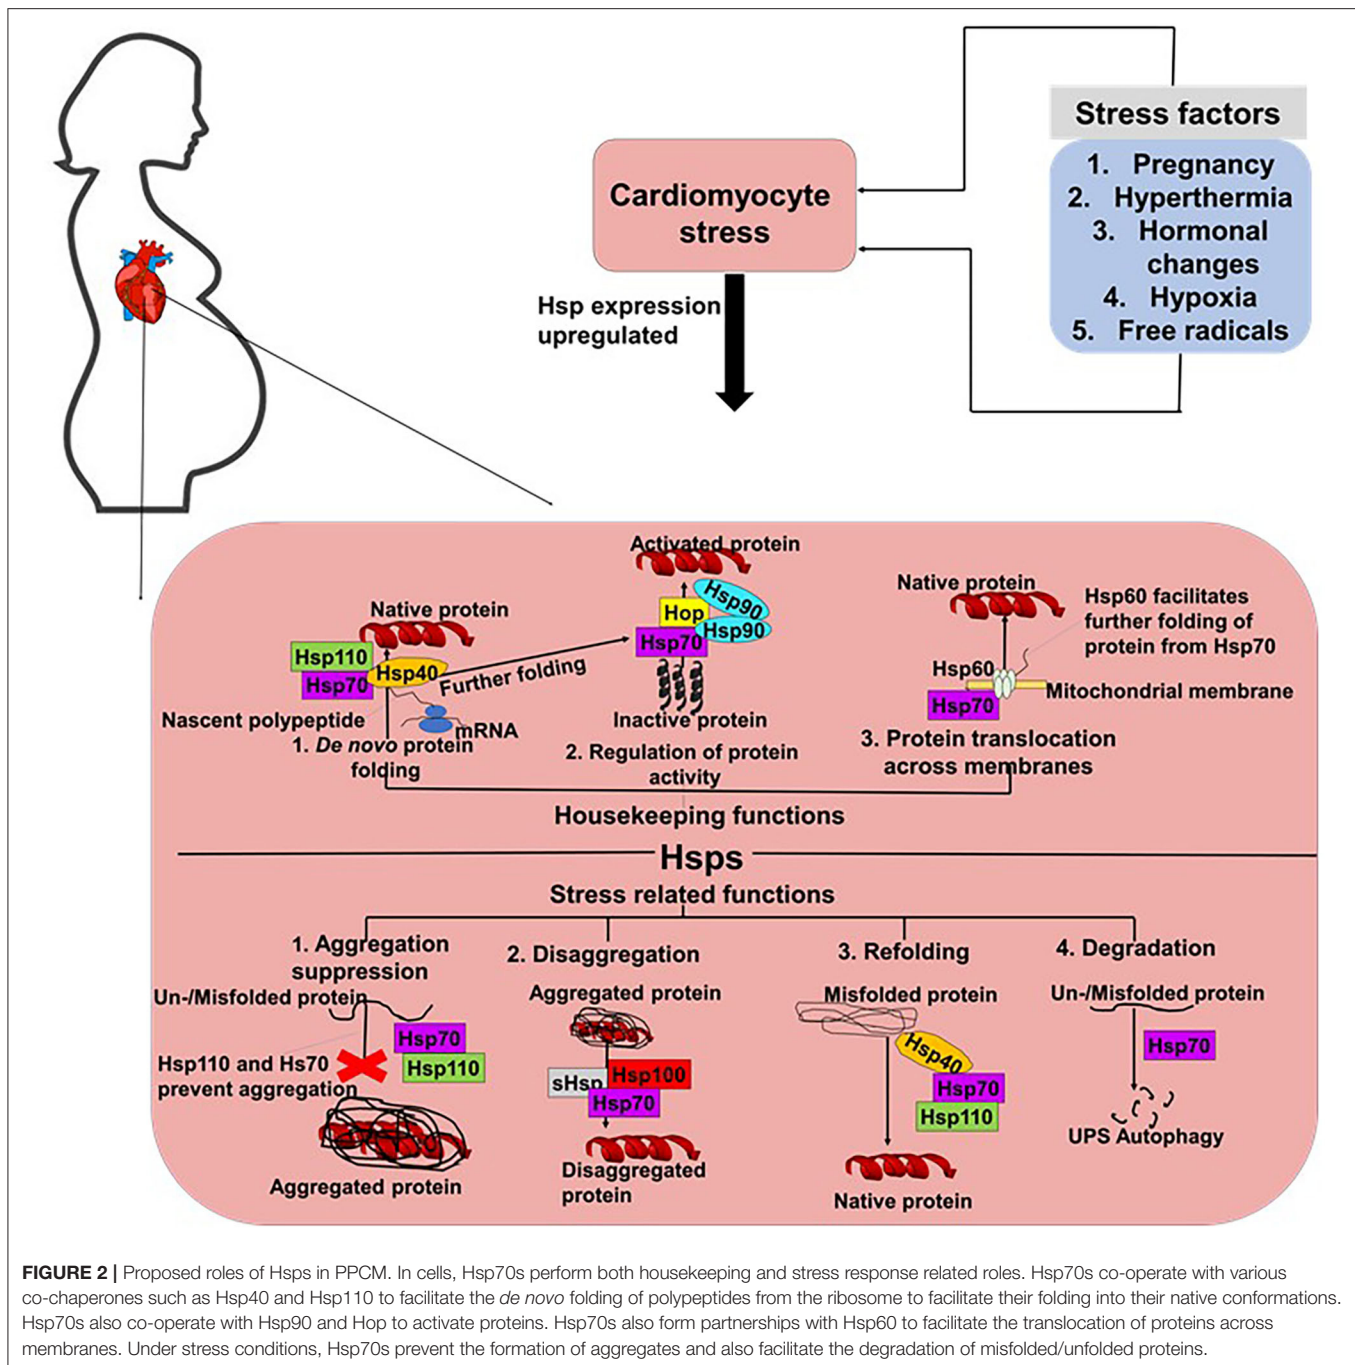 Stress factors
1. Pregnancy
2. Hyperthermia
3. Hormonal
changes
4. Hypoxia
5. Free radicals
Cardiomyocyte
stress
Hsp expression
upregulated
Native protein
Hsp110
Hsp70
Hsp40
Further folding
Nascent polypeptide
mRNA
1. De novo protein
folding
Activated protein
Hsp90
Hop
Hsp90
Hsp70
Inactive protein
2. Regulation of protein
activity
Native protein
Hsp60 facilitates
further folding of
protein from Hsp70
Hsp60
Mitochondrial membrane
Hsp70
3. Protein translocation
across membranes
Housekeeping functions
Hsps
Stress related functions
1. Aggregation
suppression
Un-/Misfolded protein
Hsp70
Hsp110
Hsp110 and Hs70
prevent aggregation
Aggregated protein
2. Disaggregation
Aggregated protein
sHsp
Hsp100
Hsp70
Disaggregated
protein
3. Refolding
Misfolded protein
Hsp40
Hsp70
Hsp110
Native protein
4. Degradation
Un-/Misfolded protein
Hsp70
UPS Autophagy
FIGURE 2 | Proposed roles of Hsps in PPCM. In cells, Hsp70s perform both housekeeping and stress response related roles. Hsp70s co-operate with various
co-chaperones such as Hsp40 and Hsp110 to facilitate the de novo folding of polypeptides from the ribosome to facilitate their folding into their native conformations.
Hsp70s also co-operate with Hsp90 and Hop to activate proteins. Hsp70s also form partnerships with Hsp60 to facilitate the translocation of proteins across
membranes. Under stress conditions, Hsp70s prevent the formation of aggregates and also facilitate the degradation of misfolded/unfolded proteins.